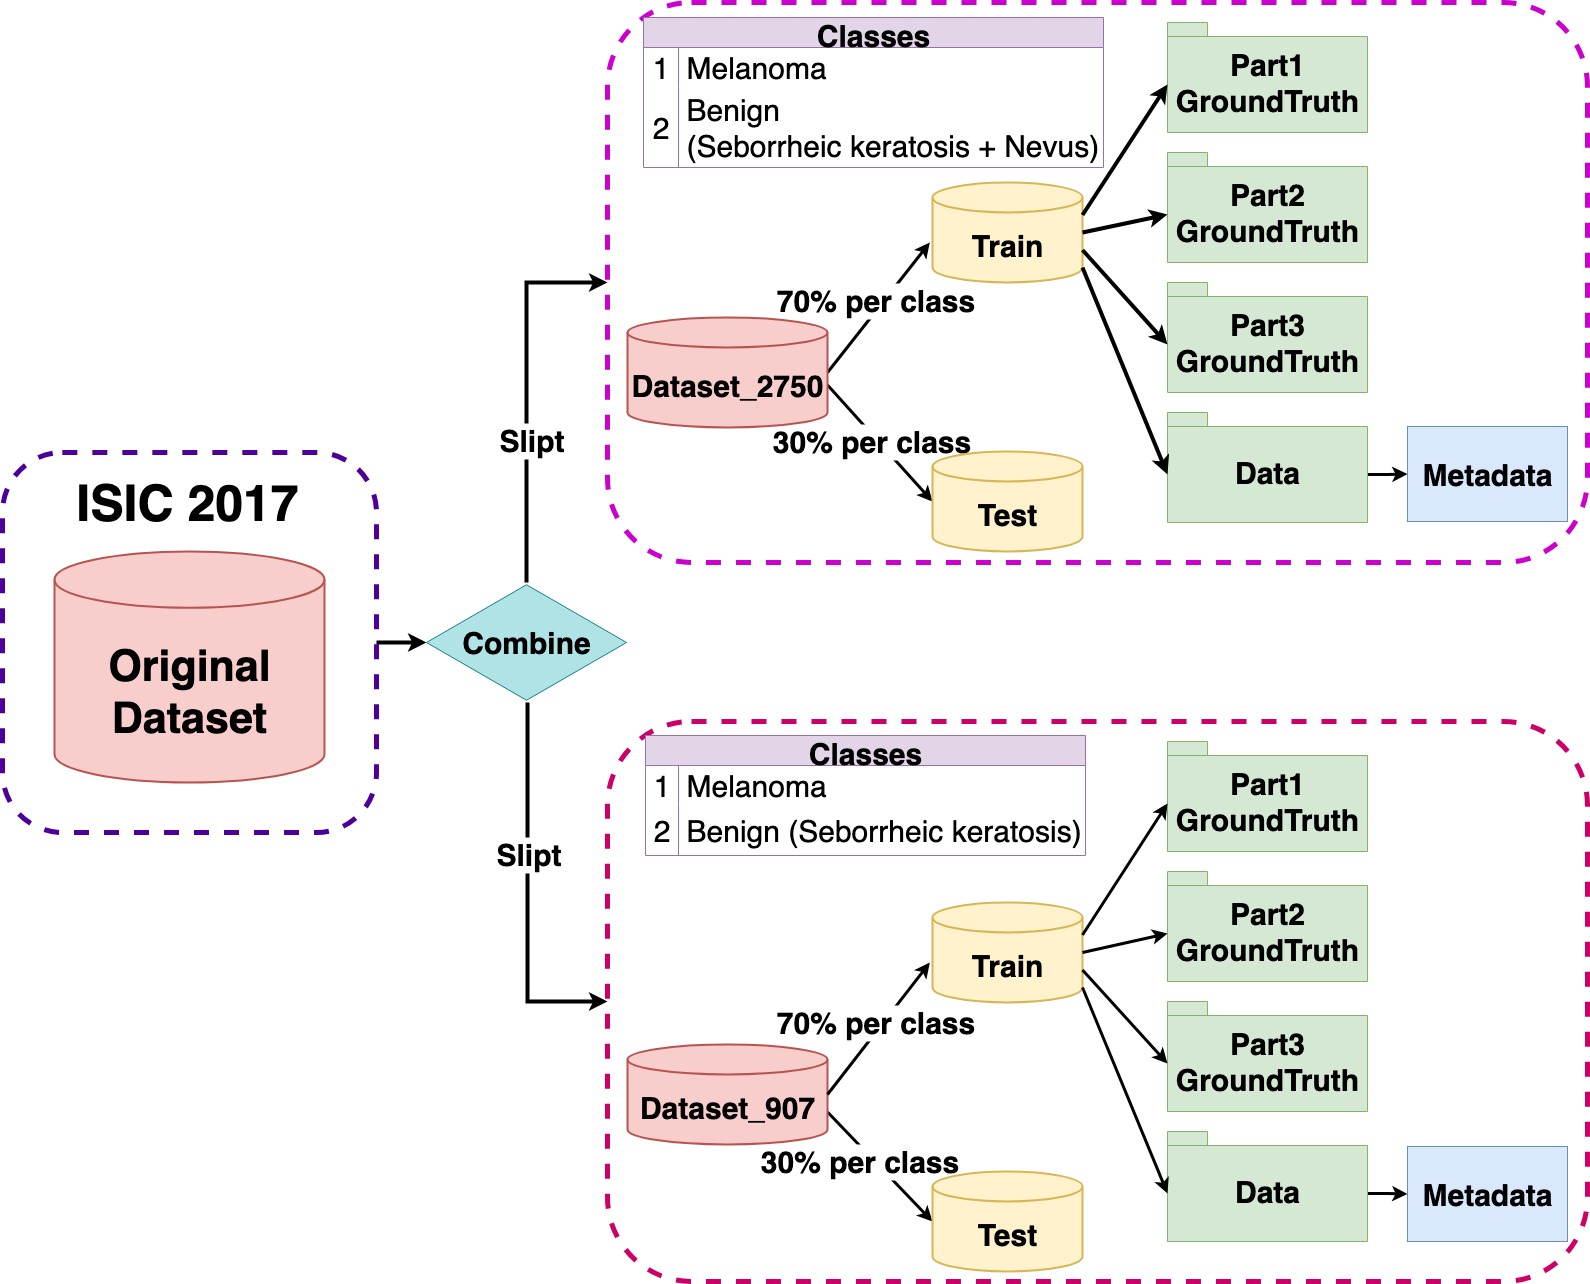 ISIC 2017
Original
Dataset
Combine
Slipt
Slipt
Classes
1 Melanoma
2 Benign
(Seborrheic keratosis + Nevus)
Dataset_2750
70% per class
30% per class
Train
Test
Part1
GroundTruth
Part2
GroundTruth
Part3
GroundTruth
Data
Metadata
Classes
1 Melanoma
2 Benign (Seborrheic keratosis)
Dataset_907
70% per class
30% per class
Train
Test
Part1
GroundTruth
Part2
GroundTruth
Part3
GroundTruth
Data
Metadata